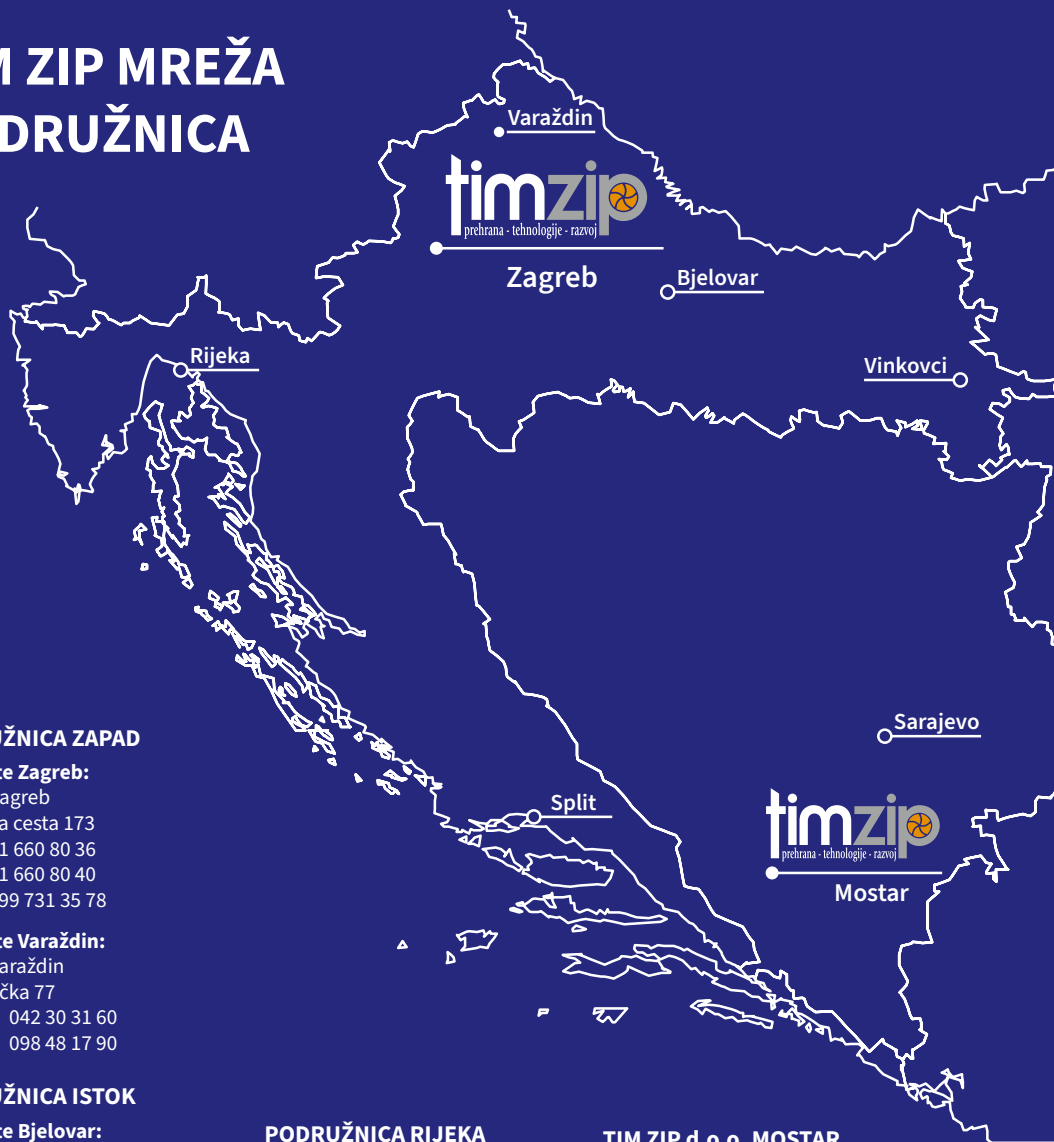 M ZIP MREŽA
DRUŽNICA
Varaždin
timzip
prehrana - tehnologije - razvoj
Zagreb
Bjelovar
Rijeka
Vinkovci
Sarajevo
Split
timzip
prehrana - tehnologije - razvoj
Mostar
UŽNICA ZAPAD
te Zagreb:
agreb
a cesta 173
1 660 80 36
1 660 80 40
99 731 35 78
te Varaždin:
araždin
čka 77
042 30 31 60
098 48 17 90
UŽNICA ISTOK
te Bjelovar:
PODRUŽNICA RIJEKA
TIM ZIP d.o.o. MOSTAR